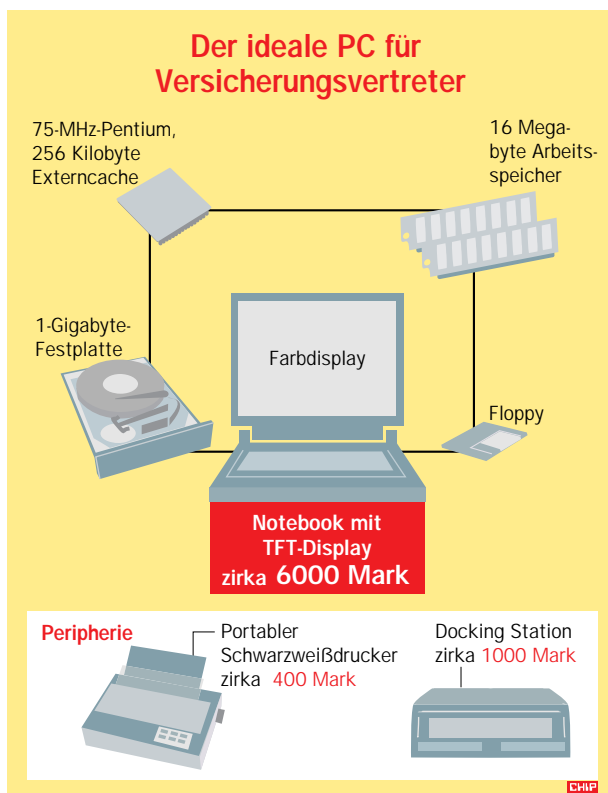 Der ideale PC für
Versicherungsvertreter
75-MHz-Pentium,
256 Kilobyte
Externcache
16 Mega-
byte Arbeits-
speicher
1-Gigabyte-
Festplatte
Farbdisplay
Floppy
Notebook mit
TFT-Display
zirka 6000 Mark
Peripherie
Portabler
Schwarzweißdrucker
zirka 400 Mark
Docking Station
zirka 1000 Mark
CHIP